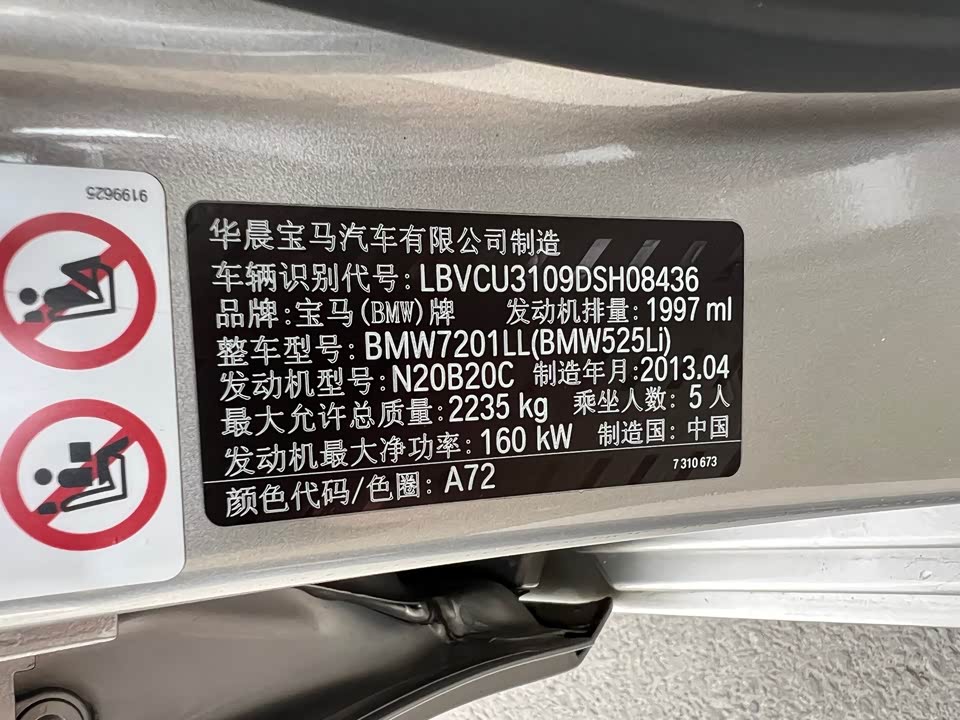 9199625
华晨宝马汽车有限公司制造
车辆识别代号: LBVCU3109DSH08436
品牌: 宝马(BMW)牌 发动机排量: 1997 ml
整车型号: BMW7201LL(BMW525Li)
发动机型号: N20B20C 制造年月: 2013.04
最大允许总质量: 2235 kg 乘坐人数: 5 人
发动机最大净功率: 160 kW 制造国: 中国
7 310 673
颜色代码/色圈: A72